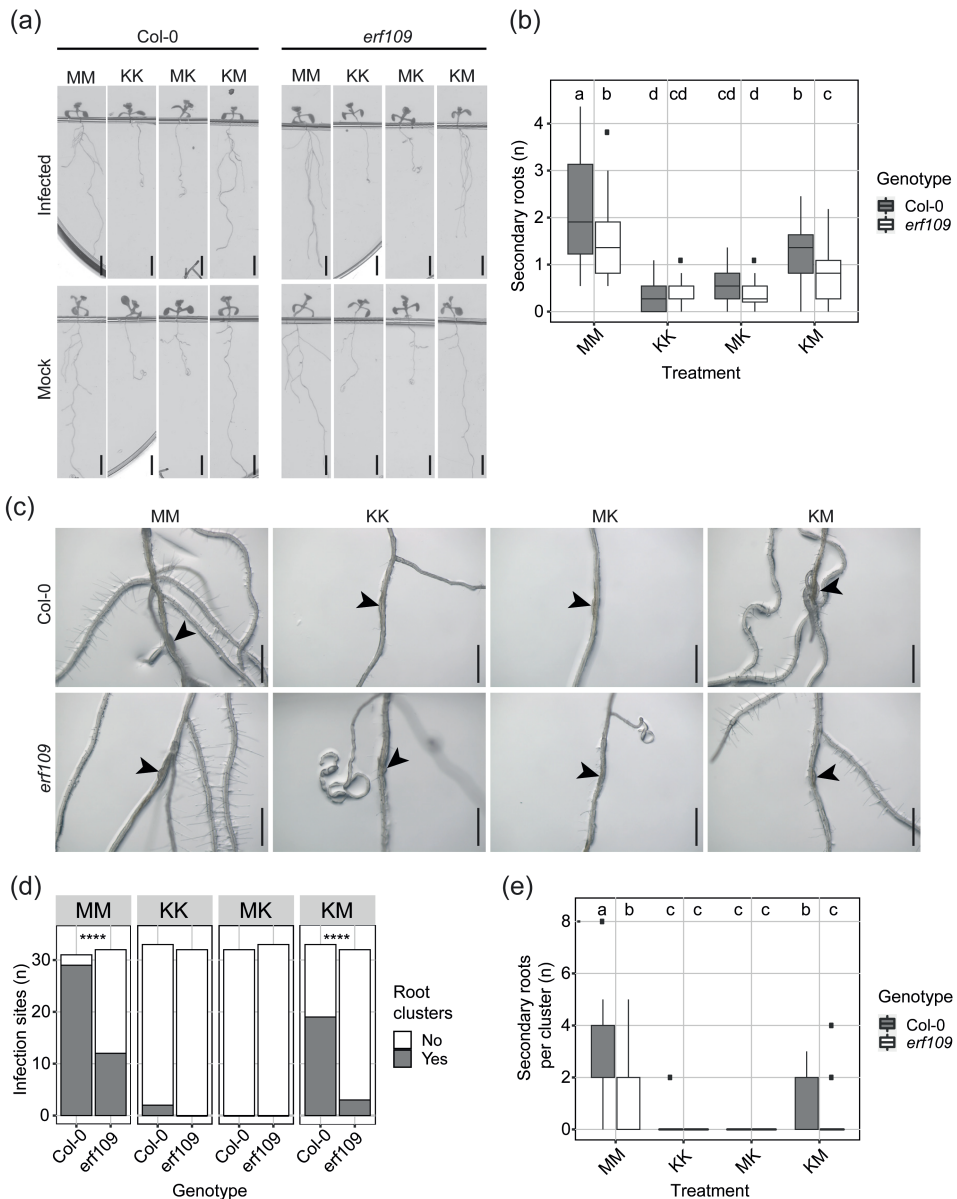 (a)
Col-0
erf109
MM KK MK KM
MM KK MK KM
Infected
Mock
(b)
a b d cd cd d b c
4
3
2
1
0
Secondary roots (n)
MM KK MK KM
Treatment
Genotype
Col-0
erf109
(c)
MM KK MK KM
Col-0
erf109
(d)
MM KK MK KM
**** ****
30
20
10
0
Infection sites (n)
Col-0 erf109 Col-0 erf109 Col-0 erf109 Col-0 erf109
Genotype
Root
clusters
No
Yes
(e)
a b c c c c b c
8
6
4
2
0
Secondary roots
per cluster (n)
MM KK MK KM
Treatment
Genotype
Col-0
erf109